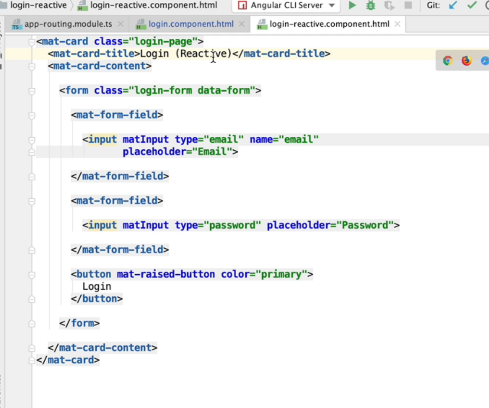 login-reactive login-reactive.component.html Angular CLI Server Git:
app-routing.module.ts login.component.html login-reactive.component.html
<mat-card class="login-page">
<mat-card-title>Login (Reactive)</mat-card-title>
<mat-card-content>
<form class="login-form data-form">
<mat-form-field>
<input matInput type="email" name="email"
placeholder="Email">
</mat-form-field>
<mat-form-field>
<input matInput type="password" placeholder="Password">
</mat-form-field>
<button mat-raised-button color="primary">
Login
</button>
</form>
</mat-card-content>
</mat-card>